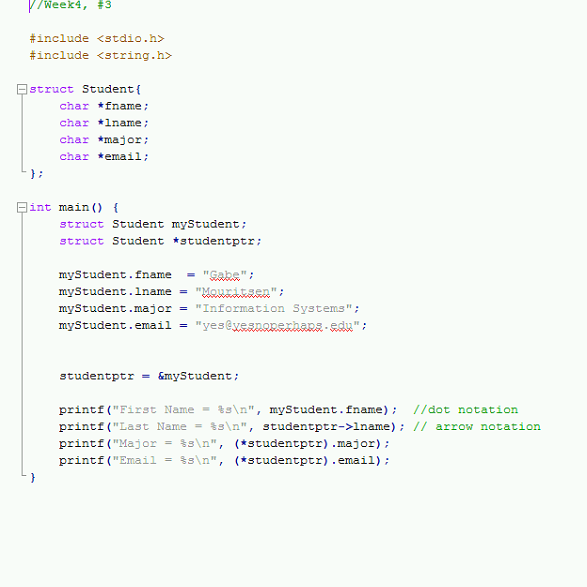 //Week4, #3
#include <stdio.h>
#include <string.h>
struct Student{
char *fname;
char *lname;
char *major;
char *email;
};
int main() {
struct Student myStudent;
struct Student *studentptr;
myStudent.fname  = "Gabe";
myStudent.lname = "Mouritsen";
myStudent.major = "Information Systems";
myStudent.email = "yes@yesnoperhaps.edu";
studentptr = &myStudent;
printf("First Name = %s\n", myStudent.fname);  //dot notation
printf("Last Name = %s\n", studentptr->lname); // arrow notation
printf("Major = %s\n", (*studentptr).major);
printf("Email = %s\n", (*studentptr).email);
}